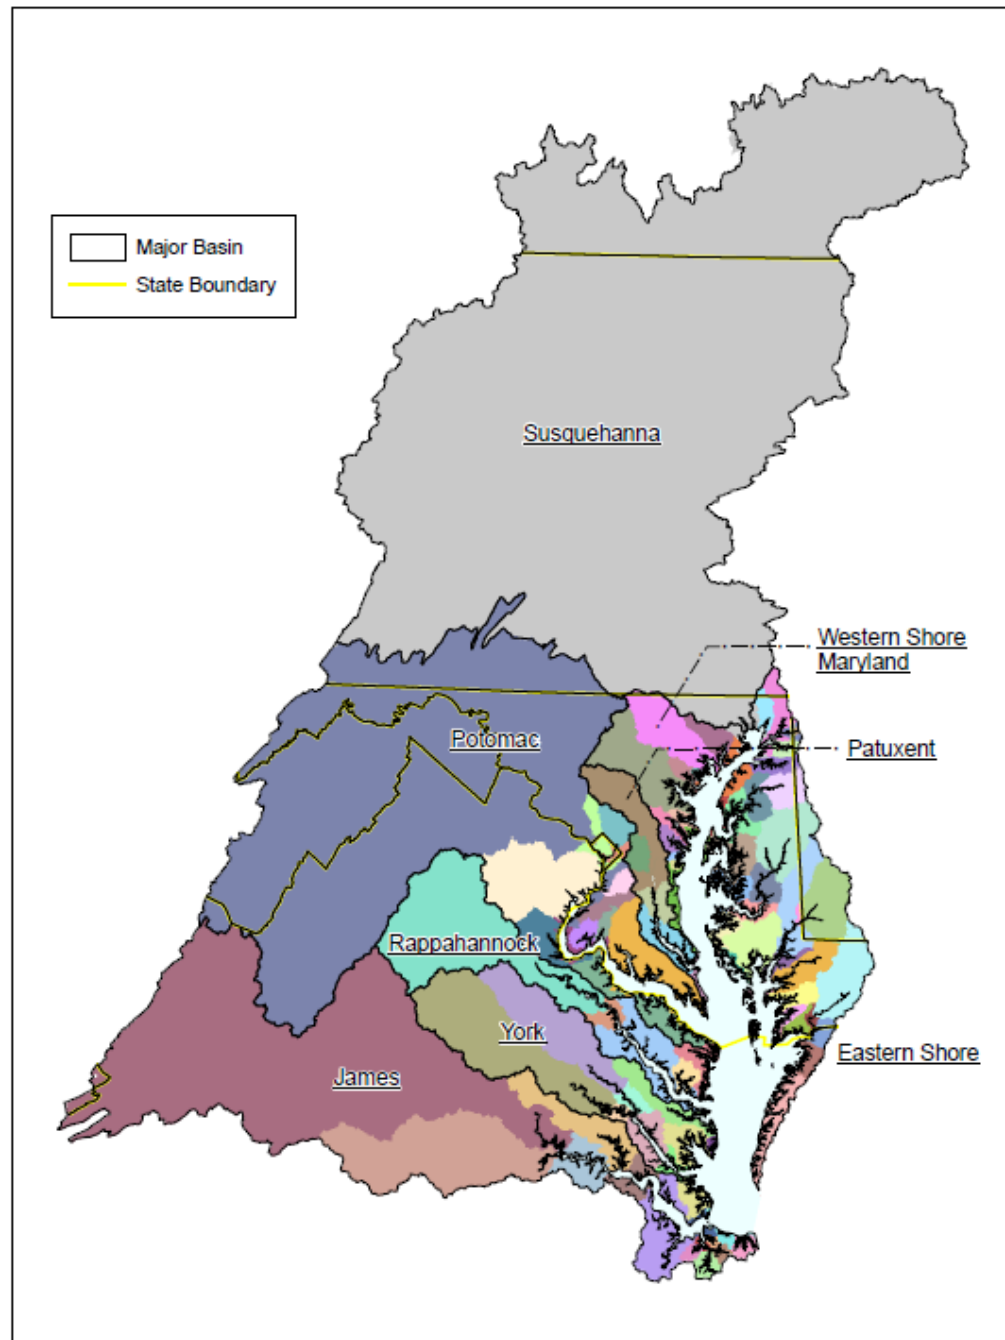 Major Basin
State Boundary
Susquehanna
Western Shore
Maryland
Potomac
Patuxent
Rappahannock
York
Eastern Shore
James